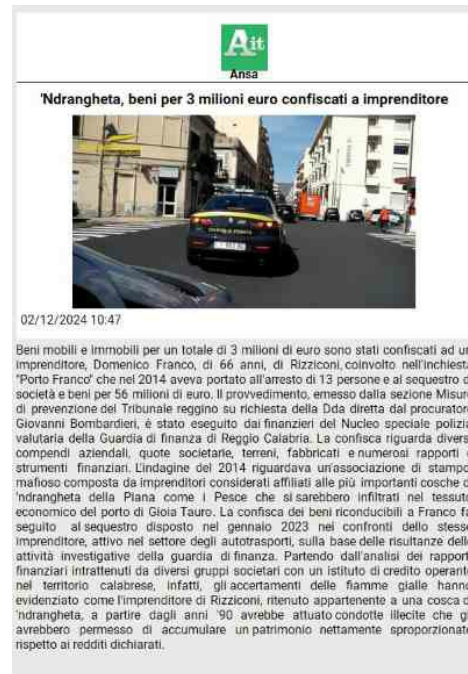 Ait
Ansa
'Ndrangheta, beni per 3 milioni euro confiscati a imprenditore
02/12/2024 10:47
Beni mobili e immobili per un totale di 3 milioni di euro sono stati confiscati ad un
imprenditore, Domenico Franco, di 66 anni, di Rizziconi, coinvolto nell'inchiesta
"Porto Franco" che nel 2014 aveva portato all'arresto di 13 persone e al sequestro d
società e beni per 56 milioni di euro. Il provvedimento, emesso dalla sezione Misure
di prevenzione del Tribunale reggino su richiesta della Dda diretta dal procurator
Giovanni Bombardieri, è stato eseguito dai finanzieri del Nucleo speciale polizia
valutaria della Guardia di finanza di Reggio Calabria. La confisca riguarda divers
compendi aziendali, quote societarie, terreni, fabbricati e numerosi rapporti e
strumenti finanziari. L'indagine del 2014 riguardava un'associazione di stampo
mafioso composta da imprenditori considerati affiliati alle più importanti cosche d
'ndrangheta della Piana come i Pesce che si sarebbero infiltrati nel tessuto
economico del porto di Gioia Tauro. La confisca dei beni riconducibili a Franco fa
seguito al sequestro disposto nel gennaio 2023 nei confronti dello stesso
imprenditore, attivo nel settore degli autotrasporti, sulla base delle risultanze delle
attività investigative della guardia di finanza. Partendo dall'analisi dei rapport
finanziari intrattenuti da diversi gruppi societari con un istituto di credito operante
nel territorio calabrese, infatti, gli accertamenti delle fiamme gialle hanno
evidenziato come l'imprenditore di Rizziconi, ritenuto appartenente a una cosca d
'ndrangheta, a partire dagli anni '90 avrebbe attuato condotte illecite che gl
avrebbero permesso di accumulare un patrimonio nettamente sproporzionato
rispetto ai redditi dichiarati.